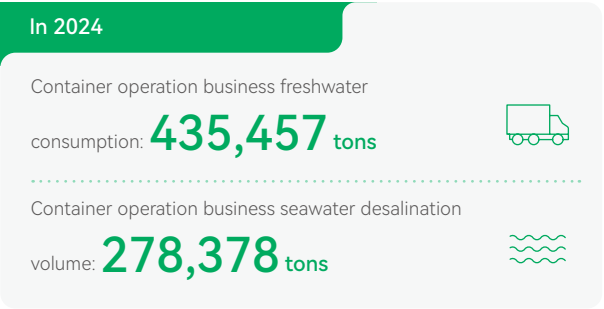 In 2024
Container operation business freshwater
consumption: 435,457 tons
Container operation business seawater desalination
volume: 278,378 tons